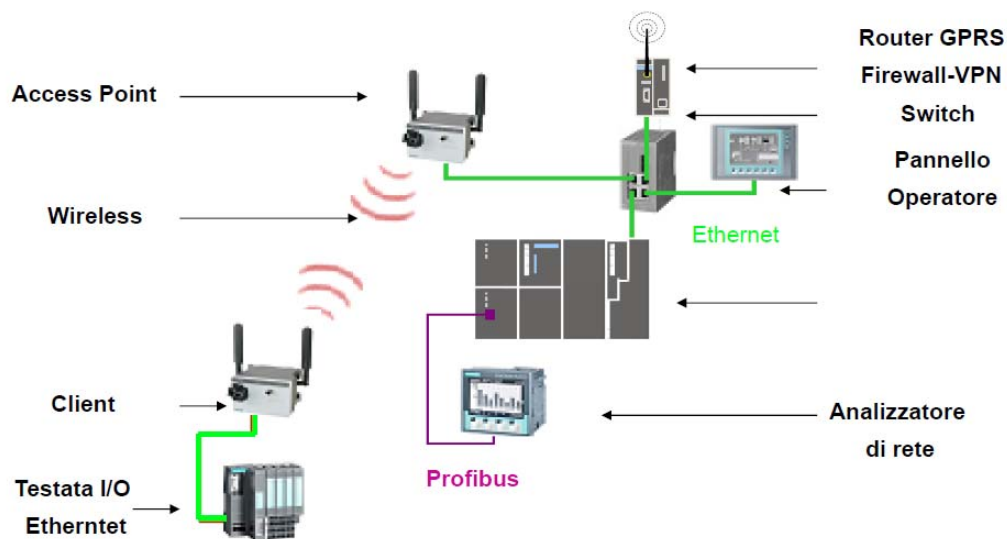 Router GPRS
Firewall-VPN
Access Point
Switch
Pannello
Operatore
Wireless
Ethernet
Client
Analizzatore
di rete
Profibus
Testata I/O
Etherntet